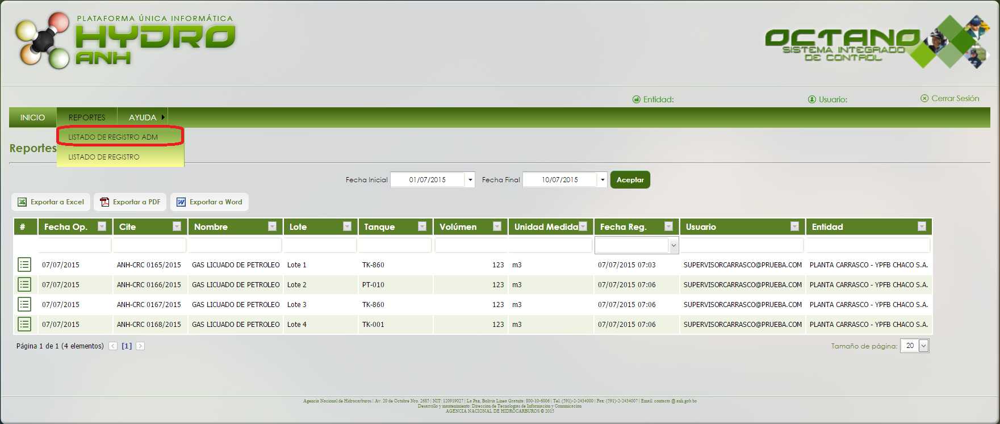 PLATAFORMA ÚNICA INFORMÁTICA
HYDRO
ANH
OCTANO
SISTEMA INTEGRADO
DE CONTROL
Entidad:
Usuario:
Cerrar Sesión
INICIO
REPORTES
AYUDA
LISTADO DE REGISTRO ADM
LISTADO DE REGISTRO
Reportes
Fecha Inicial 01/07/2015 Fecha Final 10/07/2015 Aceptar
Exportar a Excel Exportar a PDF Exportar a Word
# Fecha Op. Cite Nombre Lote Tanque Volúmen Unidad Medida Fecha Reg. Usuario Entidad
07/07/2015 ANH-CRC 0165/2015 GAS LICUADO DE PETROLEO Lote 1 TK-860 123 m3 07/07/2015 07:03 SUPERVISORCARRASCO@PRUEBA.COM PLANTA CARRASCO - YPFB CHACO S.A.
07/07/2015 ANH-CRC 0166/2015 GAS LICUADO DE PETROLEO Lote 2 PT-010 123 m3 07/07/2015 07:06 SUPERVISORCARRASCO@PRUEBA.COM PLANTA CARRASCO - YPFB CHACO S.A.
07/07/2015 ANH-CRC 0167/2015 GAS LICUADO DE PETROLEO Lote 3 TK-860 123 m3 07/07/2015 07:06 SUPERVISORCARRASCO@PRUEBA.COM PLANTA CARRASCO - YPFB CHACO S.A.
07/07/2015 ANH-CRC 0168/2015 GAS LICUADO DE PETROLEO Lote 4 TK-001 123 m3 07/07/2015 07:06 SUPERVISORCARRASCO@PRUEBA.COM PLANTA CARRASCO - YPFB CHACO S.A.
Página 1 de 1 (4 elementos) < [1] > Tamaño de página: 20
Agencia Nacional de Hidrocarburos | Av. 20 de Octubre Nro. 2685 | NIT: 120919027 | La Paz, Bolivia Linea Gratuita: 800-10-6006 | Tel: (591)-2-2434000 | Fax: (591)-2-2434007 | Email: contacto @ anh.gob.bo
Desarrollo y mantenimiento: Dirección de Tecnologías de Información y Comunicación
AGENCIA NACIONAL DE HIDROCARBUROS © 2015